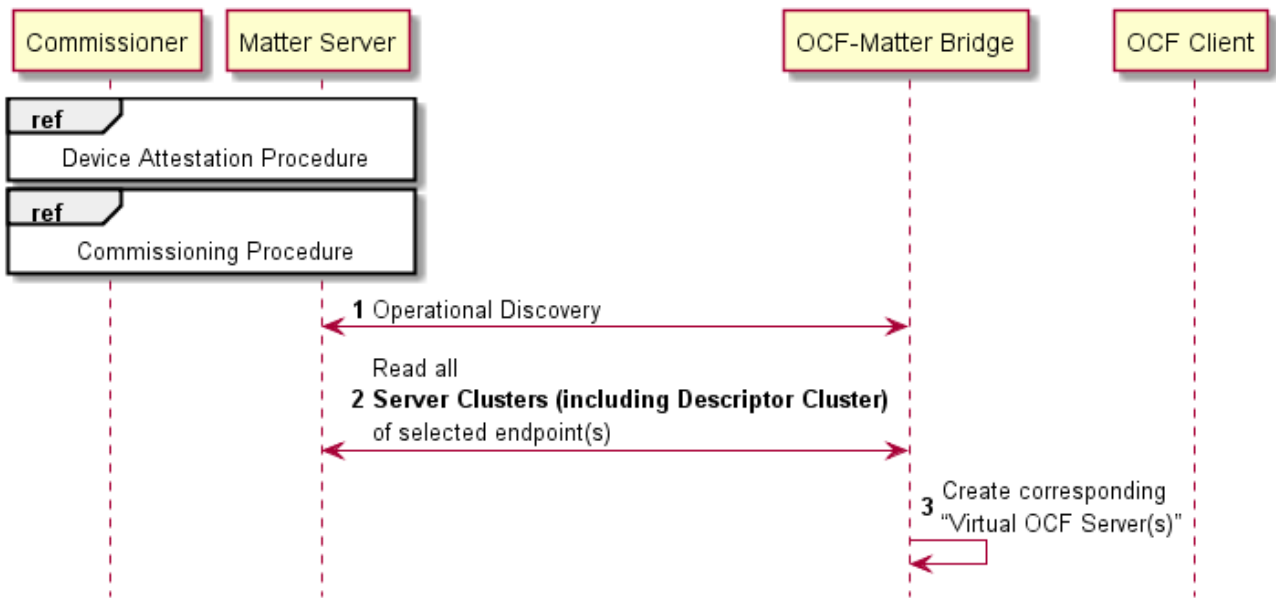 Commissioner
Matter Server
OCF-Matter Bridge
OCF Client
ref
Device Attestation Procedure
ref
Commissioning Procedure
1 Operational Discovery
Read all
2 Server Clusters (including Descriptor Cluster)
of selected endpoint(s)
Create corresponding
3
“Virtual OCF Server(s)”